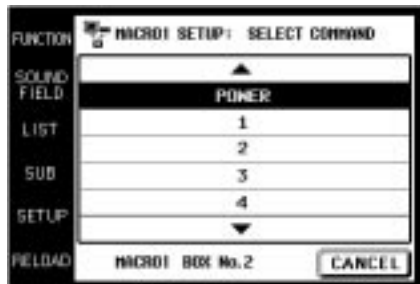 FUNCTION
MACRO1 SETUP: SELECT COMMAND
SOUND
FIELD
POWER
LIST
1
2
SUB
3
4
SETUP
RELOAD
MACRO1 BOX No.2
CANCEL